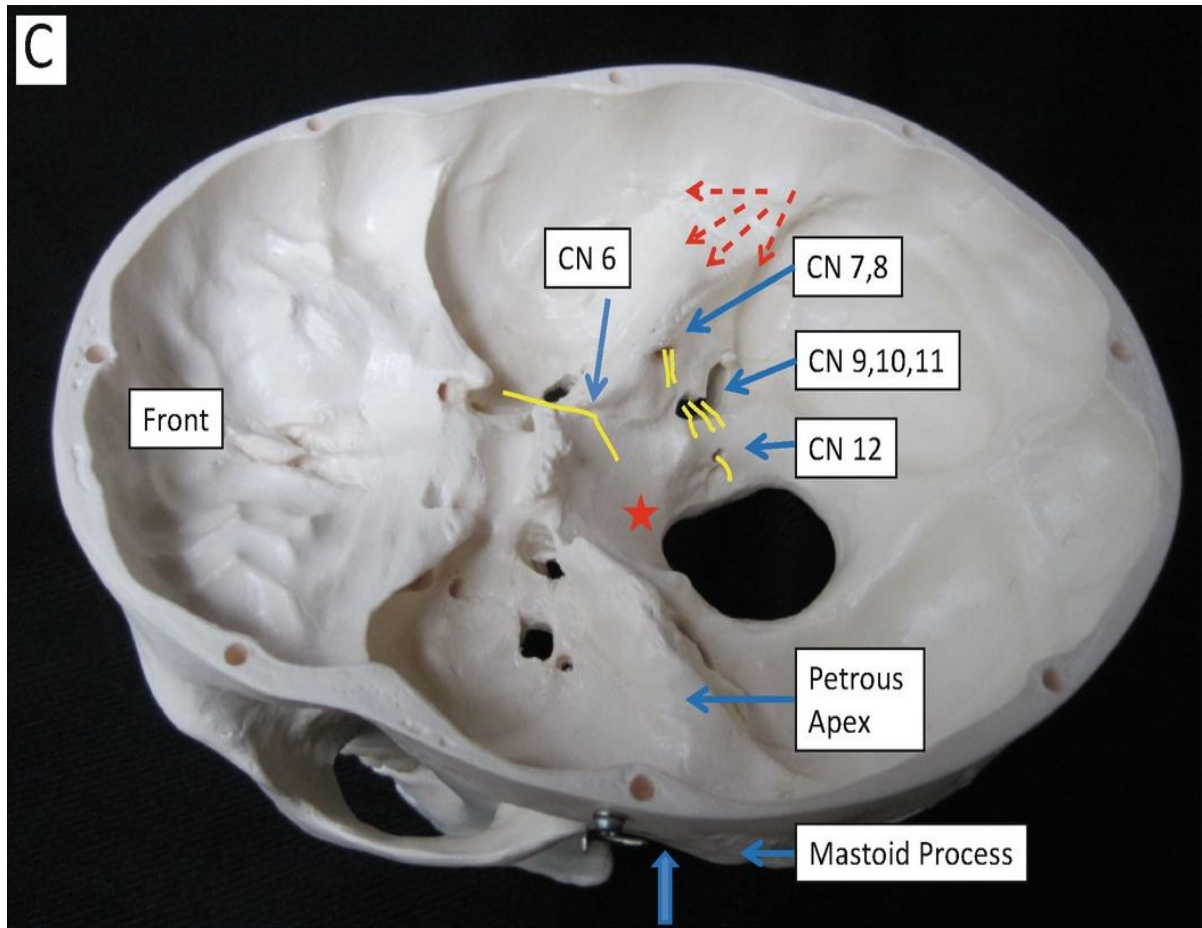 C
CN 6
CN 7,8
CN 9,10,11
Front
CN 12
Petrous
Apex
Mastoid Process